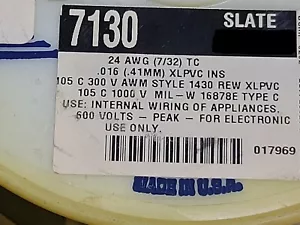 7130
SLATE
24 AWG (7/32) TC
.016 (.41MM) XLPVC INS
105 C 300 V AWM STYLE 1430 REW XLPVC
105 C 1000 V MIL-W 16878E TYPE C
USE: INTERNAL WIRING OF APPLIANCES.
600 VOLTS - PEAK - FOR ELECTRONIC
USE ONLY.
017969
MADE IN U.S.A.